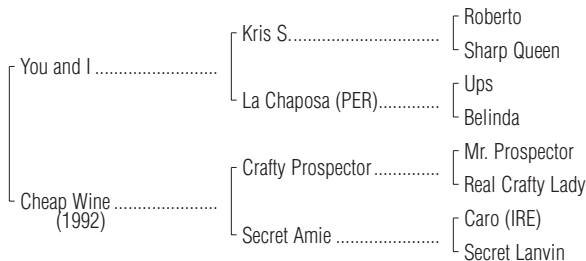 Roberto
Kris S.......................................
Sharp Queen
You and I ..........................
Ups
La Chaposa (PER).............
Belinda
Mr. Prospector
Crafty Prospector ..............
Real Crafty Lady
Cheap Wine ......................
(1992)
Caro (IRE)
Secret Amie ......................
Secret Lanvin